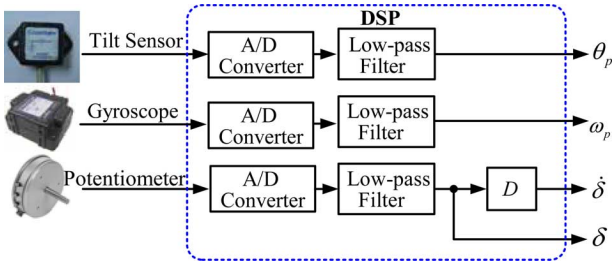 DSP
Tilt Sensor
A/D
Converter
Low-pass
Filter
θp
Gyroscope
A/D
Converter
Low-pass
Filter
ωp
Potentiometer
A/D
Converter
Low-pass
Filter
D
δ̇
δ